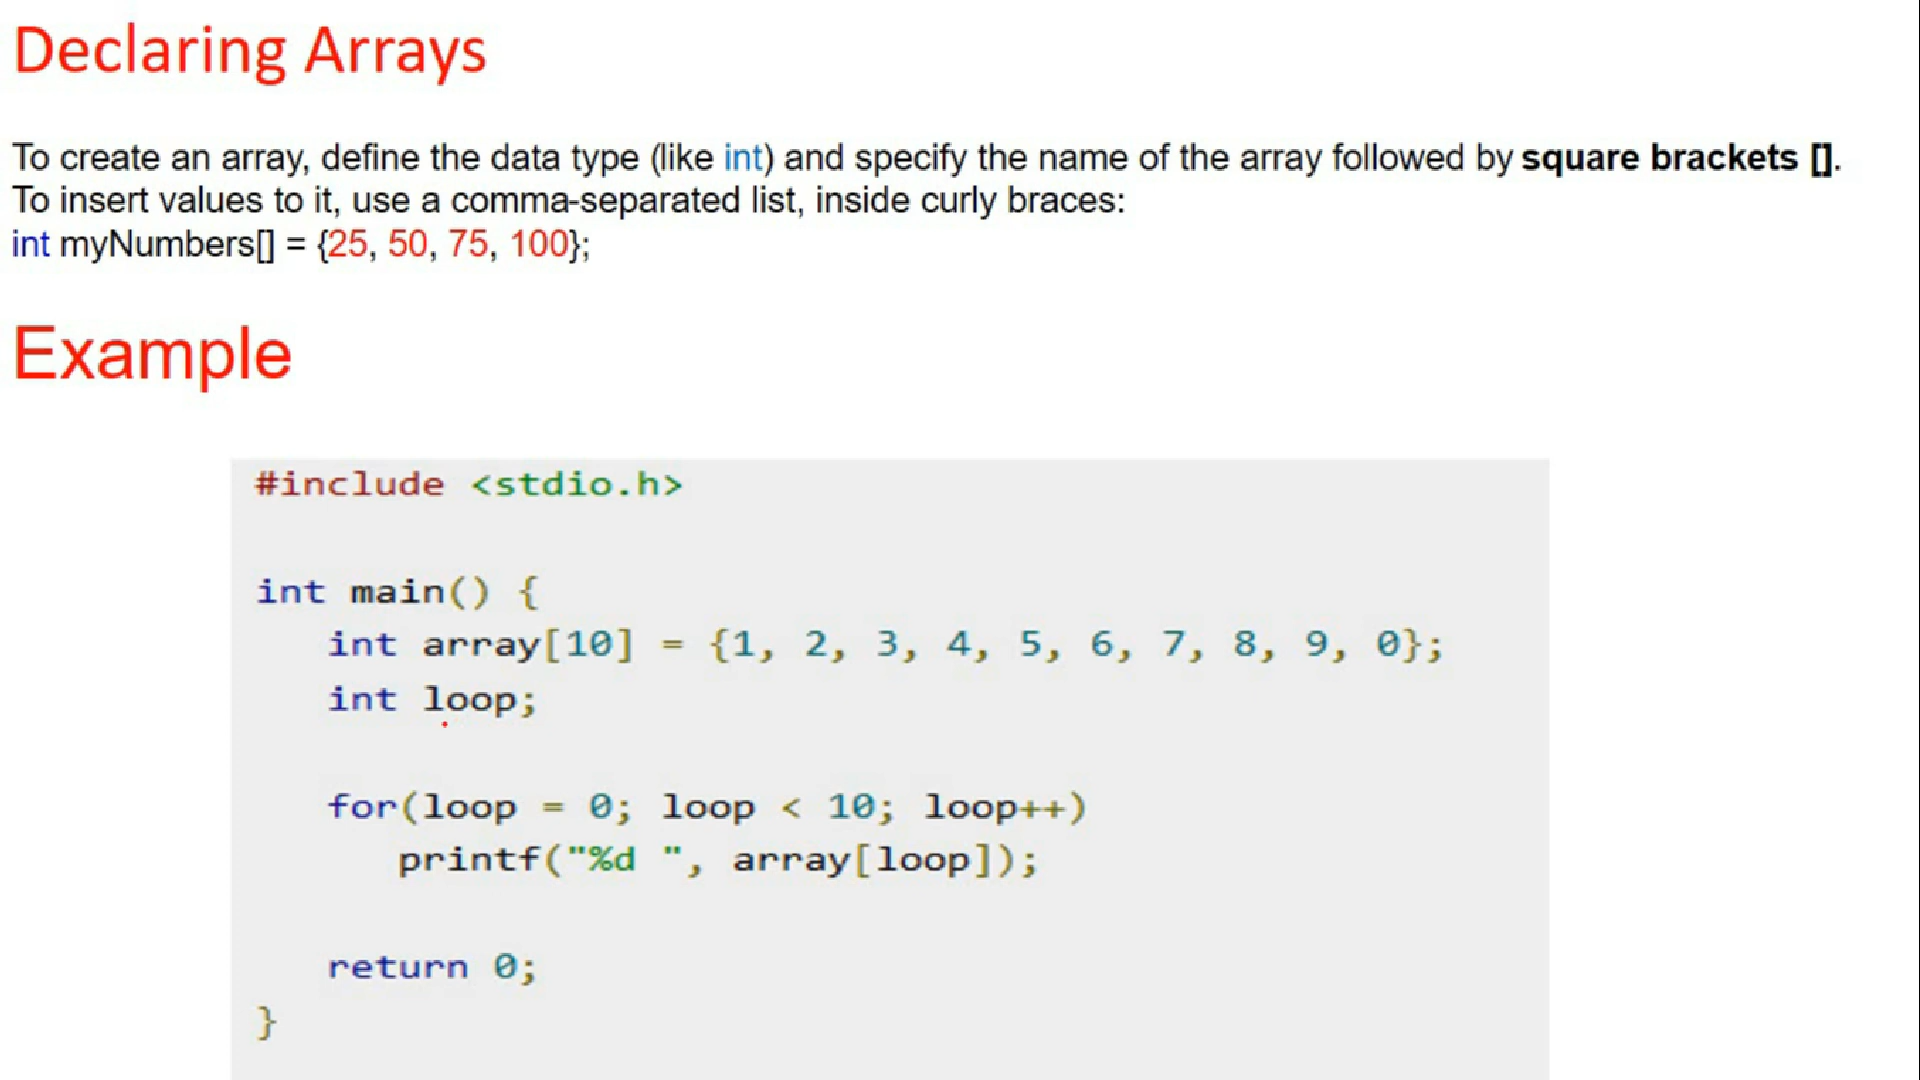 Declaring Arrays
To create an array, define the data type (like int) and specify the name of the array followed by square brackets [].
To insert values to it, use a comma-separated list, inside curly braces:
int myNumbers[] = {25, 50, 75, 100};
Example
#include <stdio.h>
int main() {
int array[10] = {1, 2, 3, 4, 5, 6, 7, 8, 9, 0};
int loop;
for(loop = 0; loop < 10; loop++)
printf("%d ", array[loop]);
return 0;
}